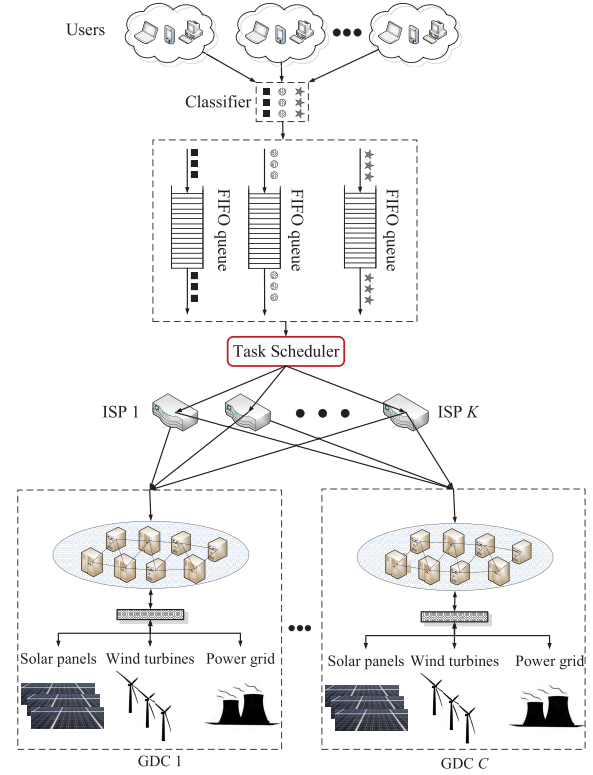 Users
Classifier
FIFO queue
FIFO queue
FIFO queue
Task Scheduler
ISP 1
ISP K
Solar panels
Wind turbines
Power grid
Solar panels
Wind turbines
Power grid
GDC 1
GDC C